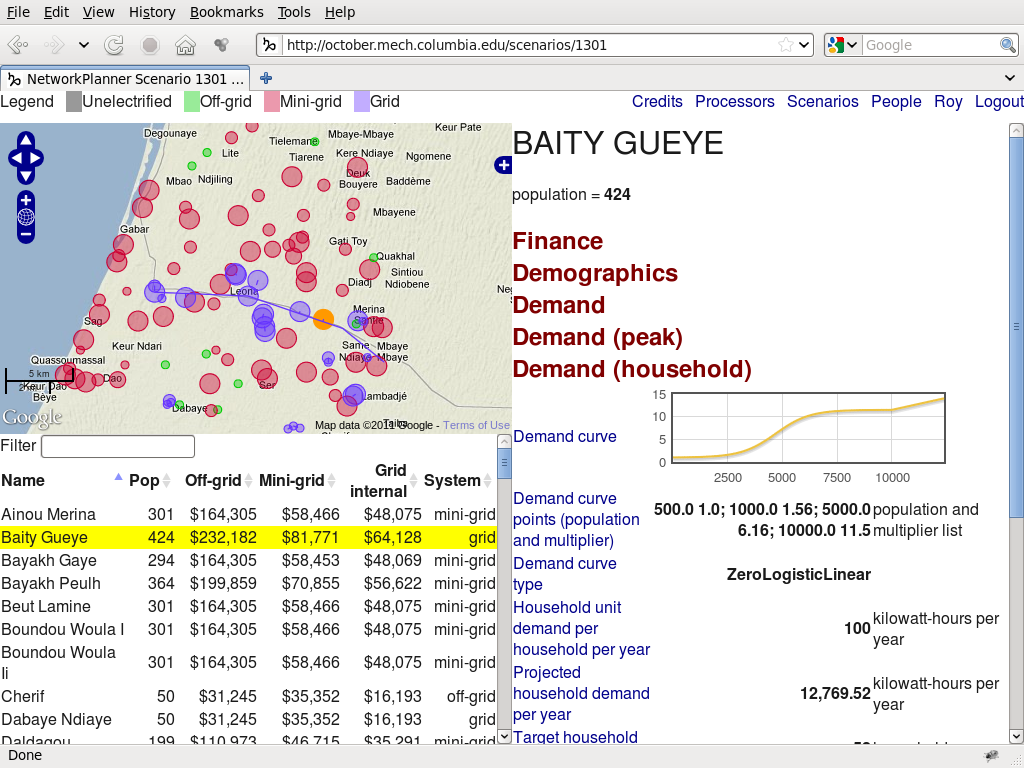 File Edit View History Bookmarks Tools Help
http://october.mech.columbia.edu/scenarios/1301
Google
NetworkPlanner Scenario 1301 ...
Legend Unelectrified Off-grid Mini-grid Grid
Credits Processors Scenarios People Roy Logout
Degounaye
Tieleman
Mbaye-Mbaye
Keur Pate
Lite
Tiarene
Kere Ndiaye
Ngomene
Mbao
Ndjiling
Deuk
Bouyere
Baddème
Mbayene
Gabar
Gati Toy
Quakhal
Sintiou
Ndiobene
Diadj
Leona
Merina
Sag
Keur Ndari
Same
Ndiaye
Mbaye
Mbaye
Quassoumassal
5 km
Keur Dao
Beye
Dao
Ser
Dabaye
Lambadjé
Google
Map data ©2011 Google - Terms of Use
Filter
Name Pop Off-grid Mini-grid Grid internal System
Ainou Merina 301 $164,305 $58,466 $48,075 mini-grid
Baity Gueye 424 $232,182 $81,771 $64,128 grid
Bayakh Gaye 294 $164,305 $58,453 $48,069 mini-grid
Bayakh Peulh 364 $199,859 $70,855 $56,622 mini-grid
Beut Lamine 301 $164,305 $58,466 $48,075 mini-grid
Boundou Woula I 301 $164,305 $58,466 $48,075 mini-grid
Boundou Woula
Ii 301 $164,305 $58,466 $48,075 mini-grid
Cherif 50 $31,245 $35,352 $16,193 off-grid
Dabaye Ndiaye 50 $31,245 $35,352 $16,193 grid
Daldagou 199 $110,973 $46,715 $35,291 mini-grid
BAITY GUEYE
population = 424
Finance
Demographics
Demand
Demand (peak)
Demand (household)
Demand curve
15
10
5
0
2500 5000 7500 10000
Demand curve
points (population
and multiplier)
500.0 1.0; 1000.0 1.56; 5000.0
6.16; 10000.0 11.5
population and
multiplier list
Demand curve
type
ZeroLogisticLinear
Household unit
demand per
household per year
100
kilowatt-hours per
year
Projected
household demand
per year
12,769.52
kilowatt-hours per
year
Target household
Done